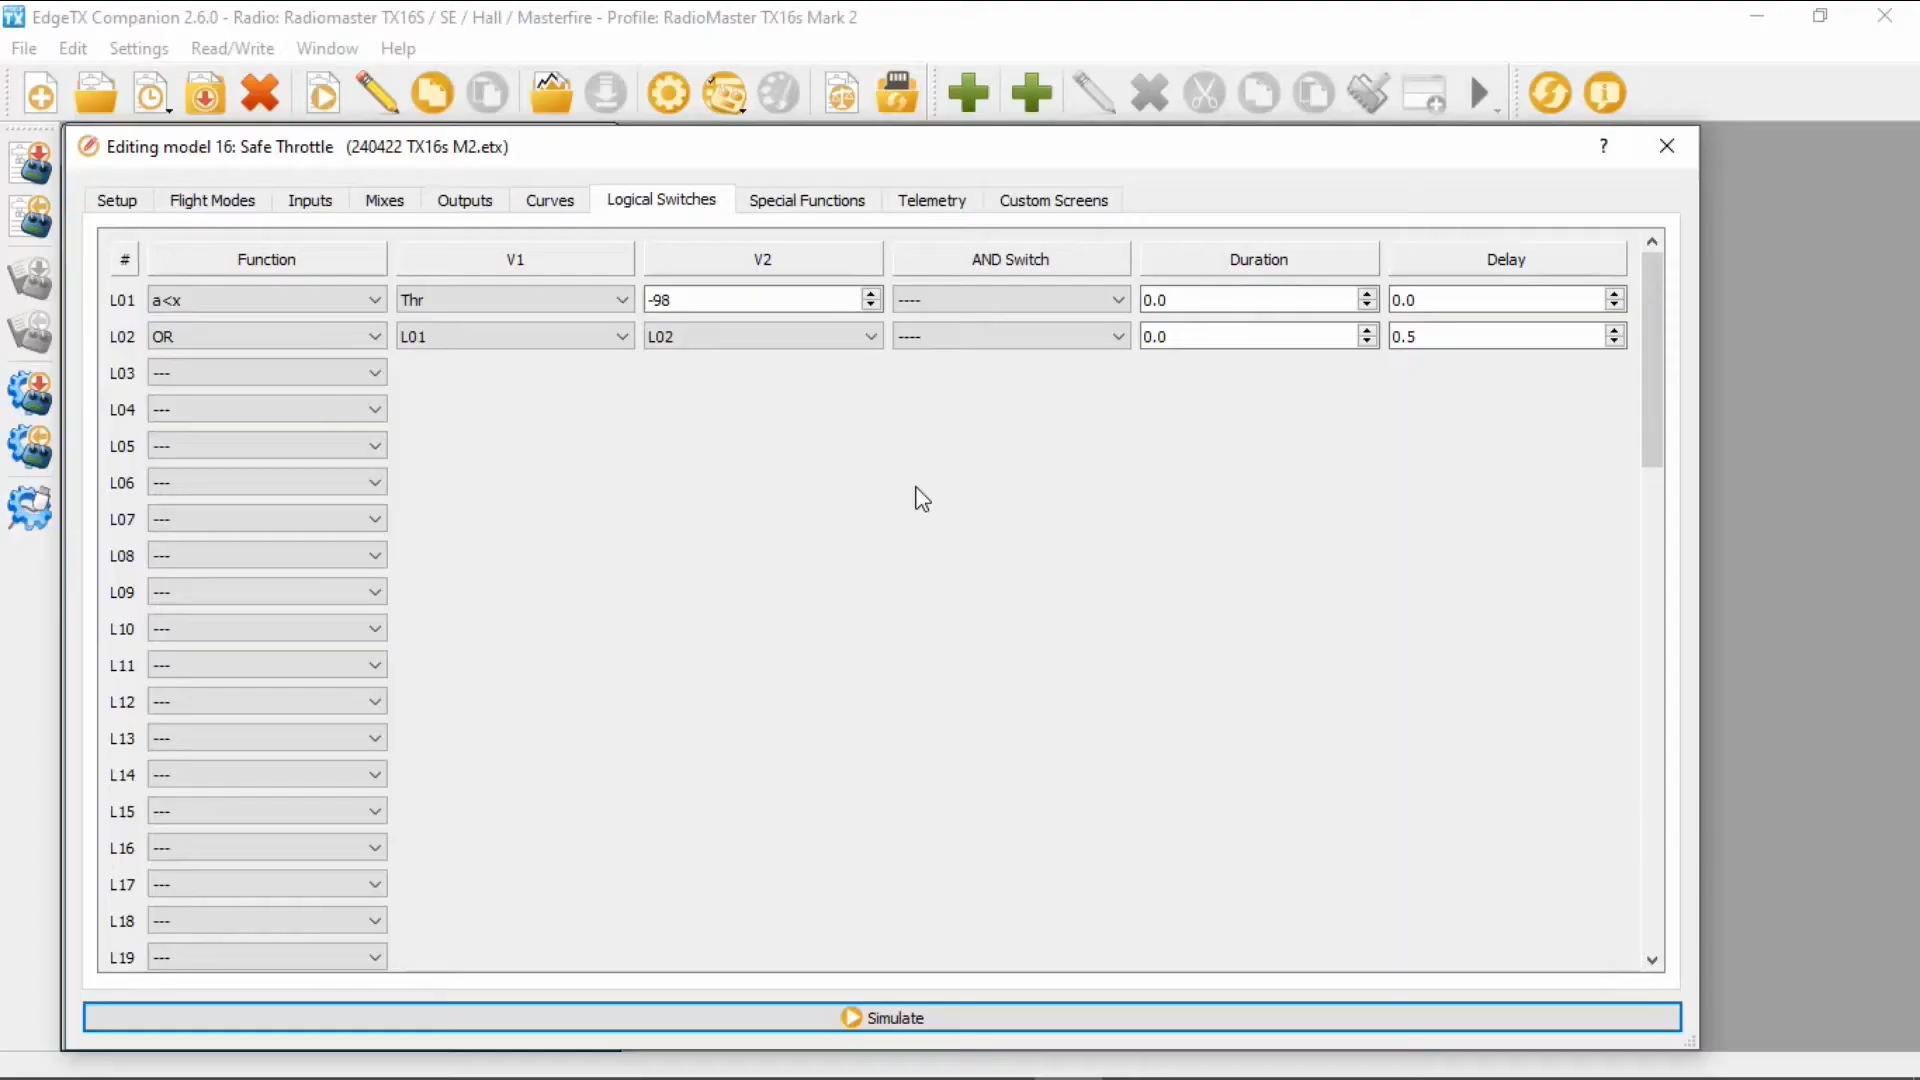 EdgeTX Companion 2.6.0 - Radio: Radiomaster TX16S / SE / Hall / Masterfire - Profile: RadioMaster TX16s Mark 2
File Edit Settings Read/Write Window Help
Editing model 16: Safe Throttle (240422 TX16s M2.etx) ?
Setup Flight Modes Inputs Mixes Outputs Curves Logical Switches Special Functions Telemetry Custom Screens
# Function V1 V2 AND Switch Duration Delay
L01 a<x Thr -98 ---- 0.0 0.0
L02 OR L01 L02 ---- 0.0 0.5
L03 ---
L04 ---
L05 ---
L06 ---
L07 ---
L08 ---
L09 ---
L10 ---
L11 ---
L12 ---
L13 ---
L14 ---
L15 ---
L16 ---
L17 ---
L18 ---
L19 ---
Simulate